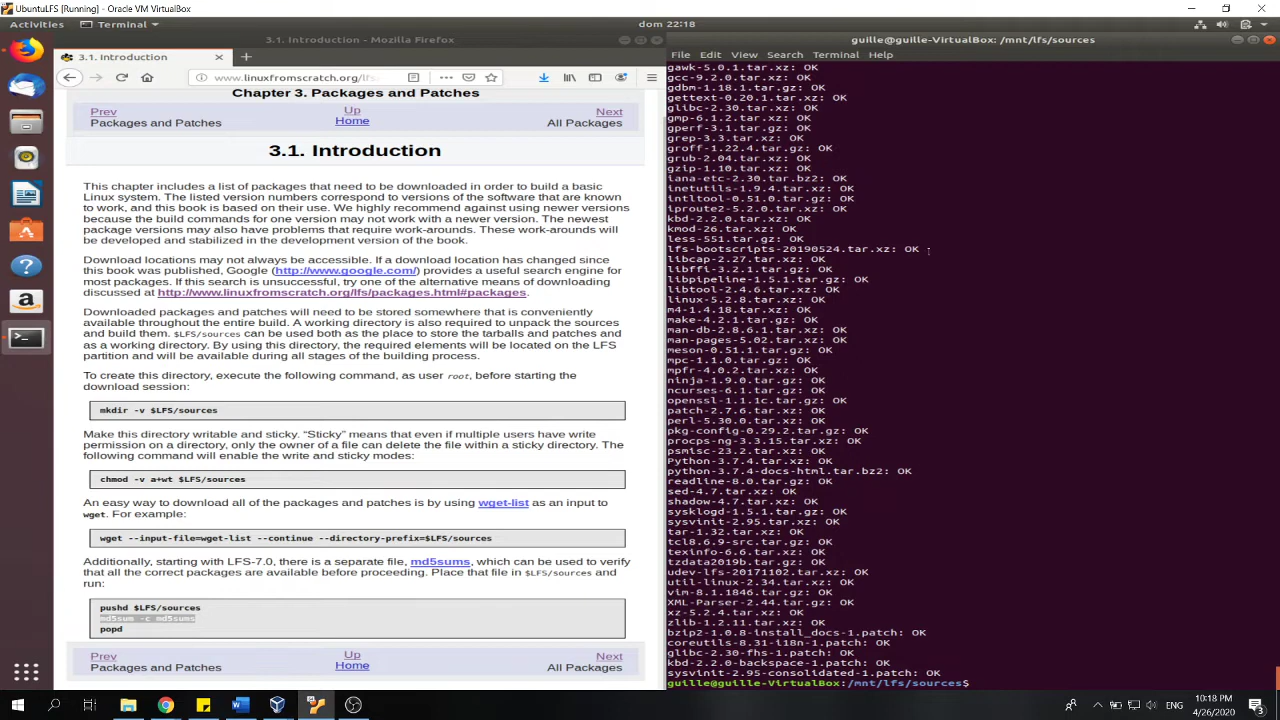 UbuntuLFS [Running] - Oracle VM VirtualBox
Activities
Terminal
dom 22:18
3.1. Introduction - Mozilla Firefox
guille@guille-VirtualBox: /mnt/lfs/sources
3.1. Introduction
www.linuxfromscratch.org/lfs
File Edit View Search Terminal Help
Chapter 3. Packages and Patches
Prev
Up
Next
Packages and Patches
Home
All Packages
3.1. Introduction
This chapter includes a list of packages that need to be downloaded in order to build a basic
Linux system. The listed version numbers correspond to versions of the software that are known
to work, and this book is based on their use. We highly recommend against using newer versions
because the build commands for one version may not work with a newer version. The newest
package versions may also have problems that require work-arounds. These work-arounds will
be developed and stabilized in the development version of the book.
Download locations may not always be accessible. If a download location has changed since
this book was published, Google (http://www.google.com/) provides a useful search engine for
most packages. If this search is unsuccessful, try one of the alternative means of downloading
discussed at http://www.linuxfromscratch.org/lfs/packages.html#packages.
Downloaded packages and patches will need to be stored somewhere that is conveniently
available throughout the entire build. A working directory is also required to unpack the sources
and build them. $LFS/sources can be used both as the place to store the tarballs and patches and
as a working directory. By using this directory, the required elements will be located on the LFS
partition and will be available during all stages of the building process.
To create this directory, execute the following command, as user root, before starting the
download session:
mkdir -v $LFS/sources
Make this directory writable and sticky. “Sticky” means that even if multiple users have write
permission on a directory, only the owner of a file can delete the file within a sticky directory. The
following command will enable the write and sticky modes:
chmod -v a+wt $LFS/sources
An easy way to download all of the packages and patches is by using wget-list as an input to
wget. For example:
wget --input-file=wget-list --continue --directory-prefix=$LFS/sources
Additionally, starting with LFS-7.0, there is a separate file, md5sums, which can be used to verify
that all the correct packages are available before proceeding. Place that file in $LFS/sources and
run:
pushd $LFS/sources
md5sum -c md5sums
popd
Prev
Up
Next
Packages and Patches
Home
All Packages
gawk-5.0.1.tar.xz: OK
gcc-9.2.0.tar.xz: OK
gdbm-1.18.1.tar.gz: OK
gettext-0.20.1.tar.xz: OK
glibc-2.30.tar.xz: OK
gmp-6.1.2.tar.xz: OK
gperf-3.1.tar.gz: OK
grep-3.3.tar.xz: OK
groff-1.22.4.tar.gz: OK
grub-2.04.tar.xz: OK
gzip-1.10.tar.xz: OK
iana-etc-2.30.tar.bz2: OK
inetutils-1.9.4.tar.xz: OK
intltool-0.51.0.tar.gz: OK
iproute2-5.2.0.tar.xz: OK
kbd-2.2.0.tar.xz: OK
kmod-26.tar.xz: OK
less-551.tar.gz: OK
lfs-bootscripts-20190524.tar.xz: OK
libcap-2.27.tar.xz: OK
libffi-3.2.1.tar.gz: OK
libpipeline-1.5.1.tar.gz: OK
libtool-2.4.6.tar.xz: OK
linux-5.2.8.tar.xz: OK
m4-1.4.18.tar.xz: OK
make-4.2.1.tar.gz: OK
man-db-2.8.6.1.tar.xz: OK
man-pages-5.02.tar.xz: OK
meson-0.51.1.tar.gz: OK
mpc-1.1.0.tar.gz: OK
mpfr-4.0.2.tar.xz: OK
ninja-1.9.0.tar.gz: OK
ncurses-6.1.tar.gz: OK
openssl-1.1.1c.tar.gz: OK
patch-2.7.6.tar.xz: OK
perl-5.30.0.tar.xz: OK
pkg-config-0.29.2.tar.gz: OK
procps-ng-3.3.15.tar.xz: OK
psmisc-23.2.tar.xz: OK
Python-3.7.4.tar.xz: OK
python-3.7.4-docs-html.tar.bz2: OK
readline-8.0.tar.gz: OK
sed-4.7.tar.xz: OK
shadow-4.7.tar.xz: OK
sysklogd-1.5.1.tar.gz: OK
sysvinit-2.95.tar.xz: OK
tar-1.32.tar.xz: OK
tcl8.6.9-src.tar.gz: OK
texinfo-6.6.tar.xz: OK
tzdata2019b.tar.gz: OK
udev-lfs-20171102.tar.xz: OK
util-linux-2.34.tar.xz: OK
vim-8.1.1846.tar.gz: OK
XML-Parser-2.44.tar.gz: OK
xz-5.2.4.tar.xz: OK
zlib-1.2.11.tar.xz: OK
bzip2-1.0.8-install_docs-1.patch: OK
coreutils-8.31-i18n-1.patch: OK
glibc-2.30-fhs-1.patch: OK
kbd-2.2.0-backspace-1.patch: OK
sysvinit-2.95-consolidated-1.patch: OK
guille@guille-VirtualBox:/mnt/lfs/sources$
10:18 PM
4/26/2020
3